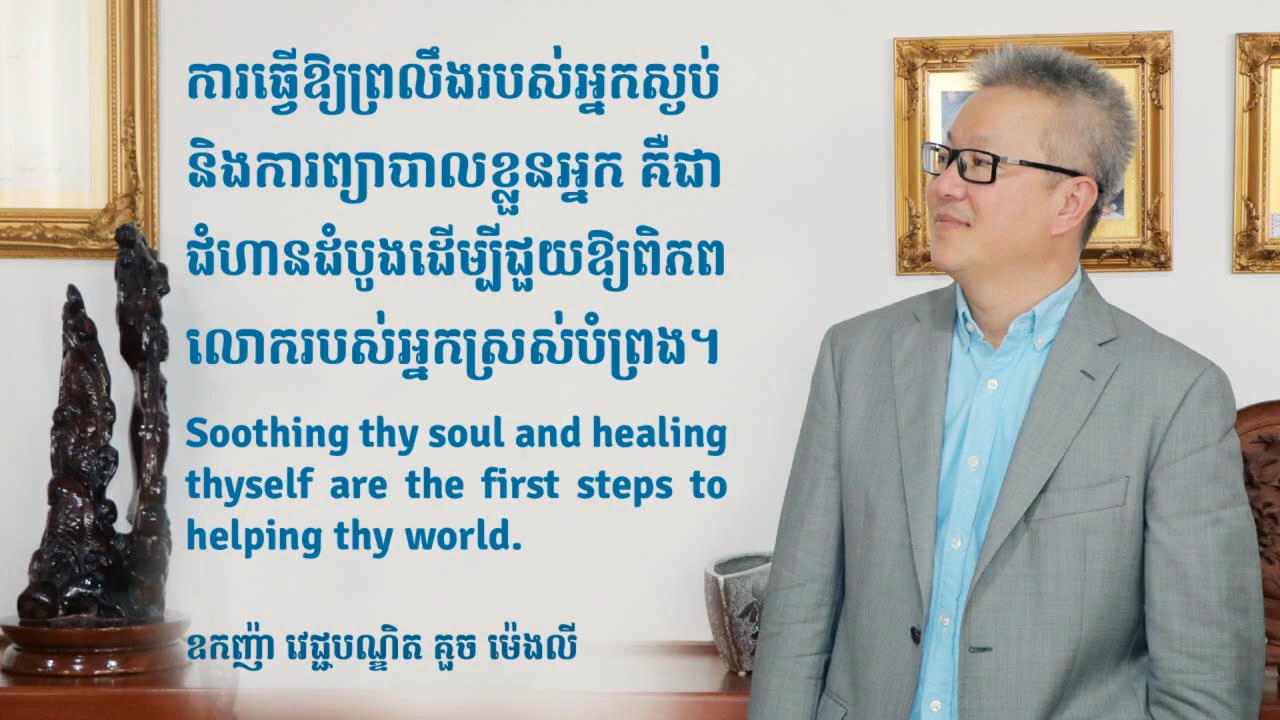 ការធ្វើឱ្យព្រលឹងរបស់អ្នកស្ងប់
និងការព្យាបាលខ្លួនអ្នក គឺជា
ជំហានដំបូងដើម្បីជួយឱ្យពិភព
លោករបស់អ្នកស្រស់បំព្រង។
Soothing thy soul and healing
thyself are the first steps to
helping thy world.
ឧកញ៉ា វេជ្ជបណ្ឌិត គួច ម៉េងលី